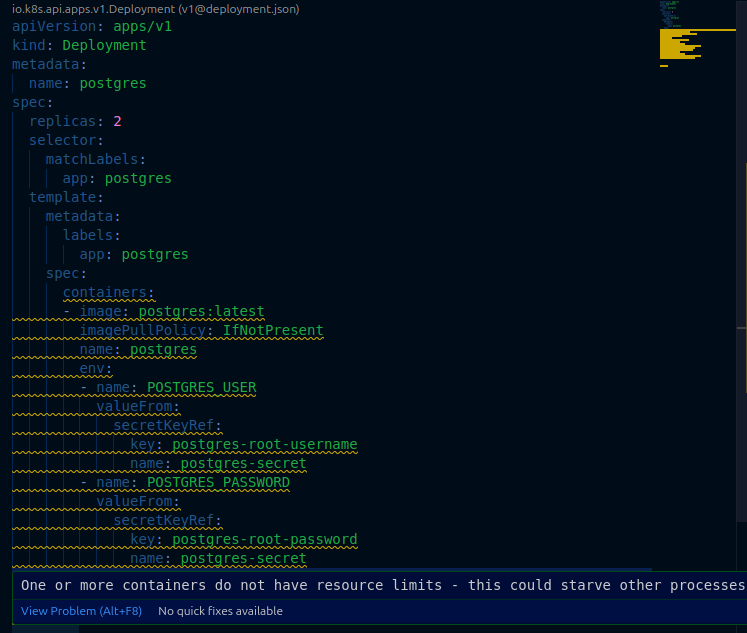 io.k8s.api.apps.v1.Deployment (v1@deployment.json)
apiVersion: apps/v1
kind: Deployment
metadata:
  name: postgres
spec:
  replicas: 2
  selector:
    matchLabels:
      app: postgres
  template:
    metadata:
      labels:
        app: postgres
    spec:
      containers:
      - image: postgres:latest
        imagePullPolicy: IfNotPresent
        name: postgres
        env:
        - name: POSTGRES_USER
          valueFrom:
            secretKeyRef:
              key: postgres-root-username
              name: postgres-secret
        - name: POSTGRES_PASSWORD
          valueFrom:
            secretKeyRef:
              key: postgres-root-password
              name: postgres-secret
One or more containers do not have resource limits - this could starve other processes
View Problem (Alt+F8) No quick fixes available